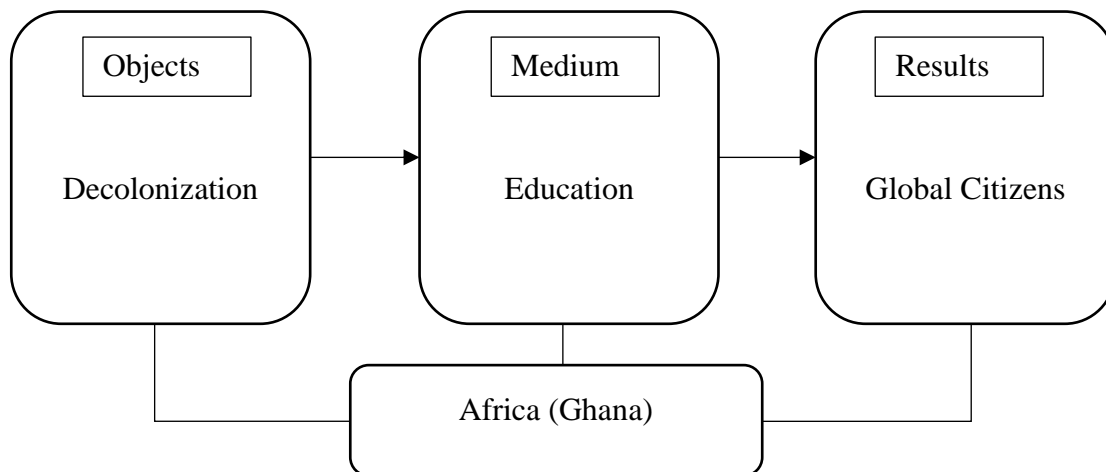 Objects
Decolonization
Medium
Education
Results
Global Citizens
Africa (Ghana)